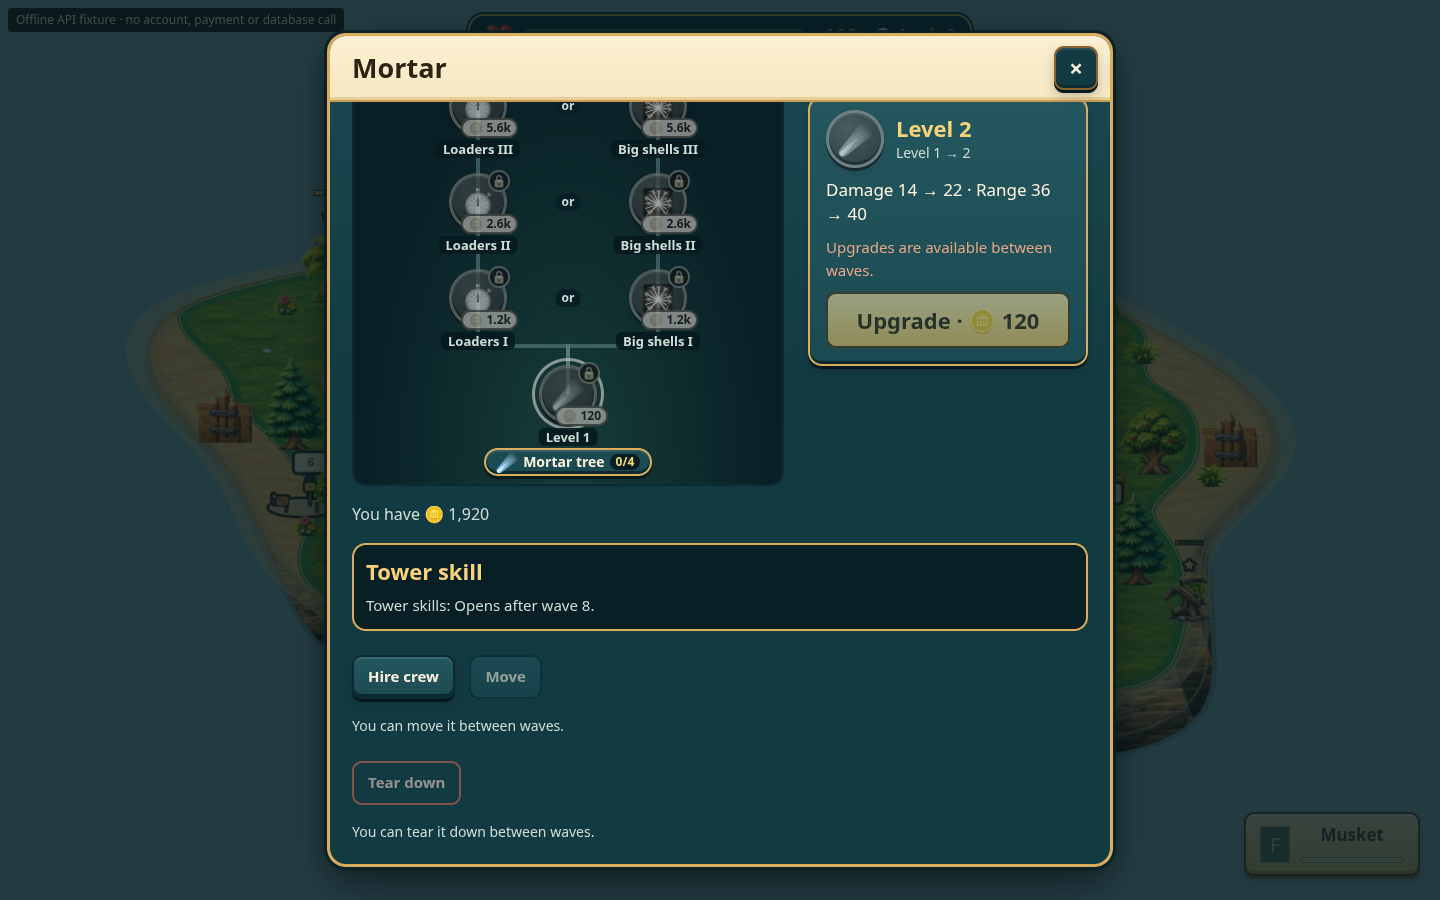 Offline API fixture · no account, payment or database call
Mortar
×
5.6k
or
5.6k
Loaders III
Big shells III
2.6k
or
2.6k
Loaders II
Big shells II
1.2k
or
1.2k
Loaders I
Big shells I
120
Level 1
Mortar tree 0/4
Level 2
Level 1 → 2
Damage 14 → 22 · Range 36
→ 40
Upgrades are available between
waves.
Upgrade · 🪙 120
You have 🪙 1,920
Tower skill
Tower skills: Opens after wave 8.
Hire crew
Move
You can move it between waves.
Tear down
You can tear it down between waves.
6
F
Musket